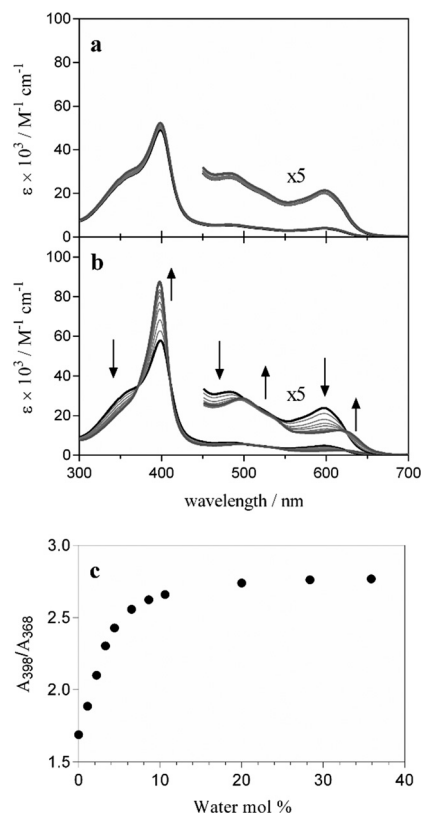 a
100
80
60
40
20
0
ε × 10³ / M⁻¹ cm⁻¹
x5
b
100
80
60
40
20
0
ε × 10³ / M⁻¹ cm⁻¹
x5
300 400 500 600 700
wavelength / nm
c
3.0
2.5
2.0
1.5
A₃₉₈/A₃₆₈
0 10 20 30 40
Water mol %